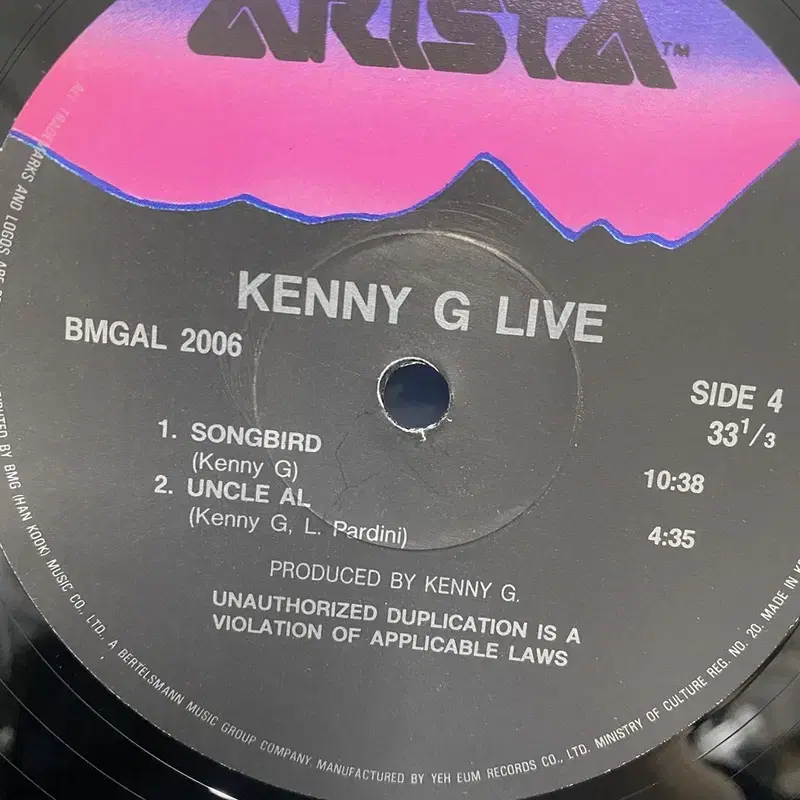 ARISTA™
KENNY G LIVE
BMGAL 2006
SIDE 4
33 1/3
1. SONGBIRD
(Kenny G)
10:38
2. UNCLE AL
(Kenny G, L. Pardini)
4:35
PRODUCED BY KENNY G.
UNAUTHORIZED DUPLICATION IS A
VIOLATION OF APPLICABLE LAWS
ALL TRADEMARKS AND LOGOS ARE
BY BMG (HAN KOOK) MUSIC CO., LTD., A BERTELSMANN MUSIC GROUP COMPANY. MANUFACTURED BY YEH EUM RECORDS CO., LTD. MINISTRY OF CULTURE REG. NO. 20. MADE IN